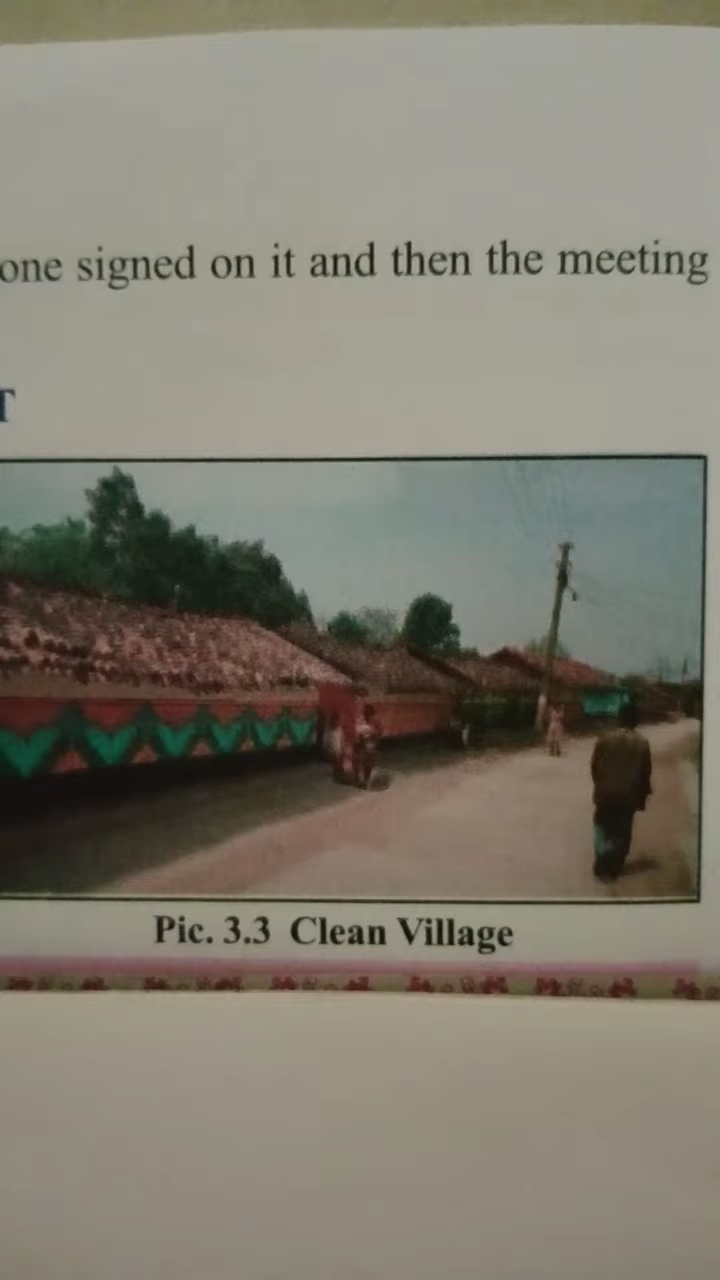 one signed on it and then the meeting
T
Pic. 3.3 Clean Village